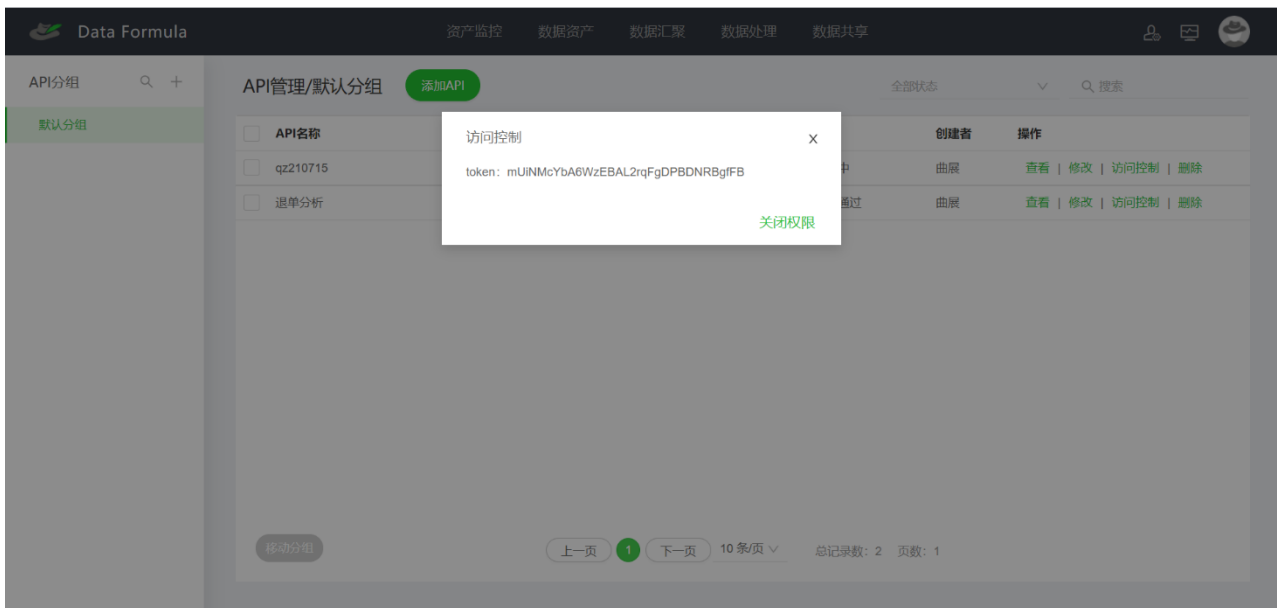 Data Formula 资产监控 数据资产 数据汇聚 数据处理 数据共享
API分组
API管理/默认分组 添加API 全部状态 搜索
默认分组
API名称 创建者 操作
访问控制 x
token: mUiNMcYbA6WzEBAL2rqFgDPBDNRBgfFB
关闭权限
qz210715 中 曲展 查看 | 修改 | 访问控制 | 删除
退单分析 通过 曲展 查看 | 修改 | 访问控制 | 删除
移动分组 上一页 1 下一页 10 条/页 总记录数: 2 页数: 1